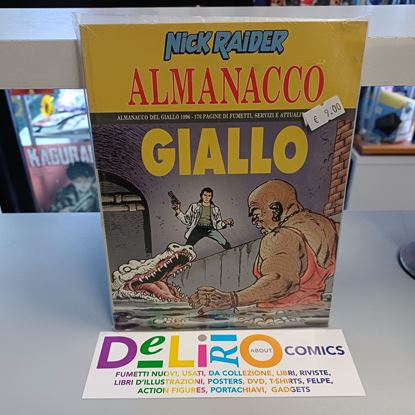 NICK RAIDER
ALMANACCO
ALMANACCO DEL GIALLO 1996 - 176 PAGINE DI FUMETTI, SERVIZI E ATTUALI
€ 9,00
GIALLO
KAGURA
DeLiRIO ABOUT COMICS
FUMETTI NUOVI, USATI, DA COLLEZIONE, LIBRI, RIVISTE,
LIBRI D'ILLUSTRAZIONI, POSTERS, DVD, T-SHIRTS, FELPE,
ACTION FIGURES, PORTACHIAVI, GADGETS